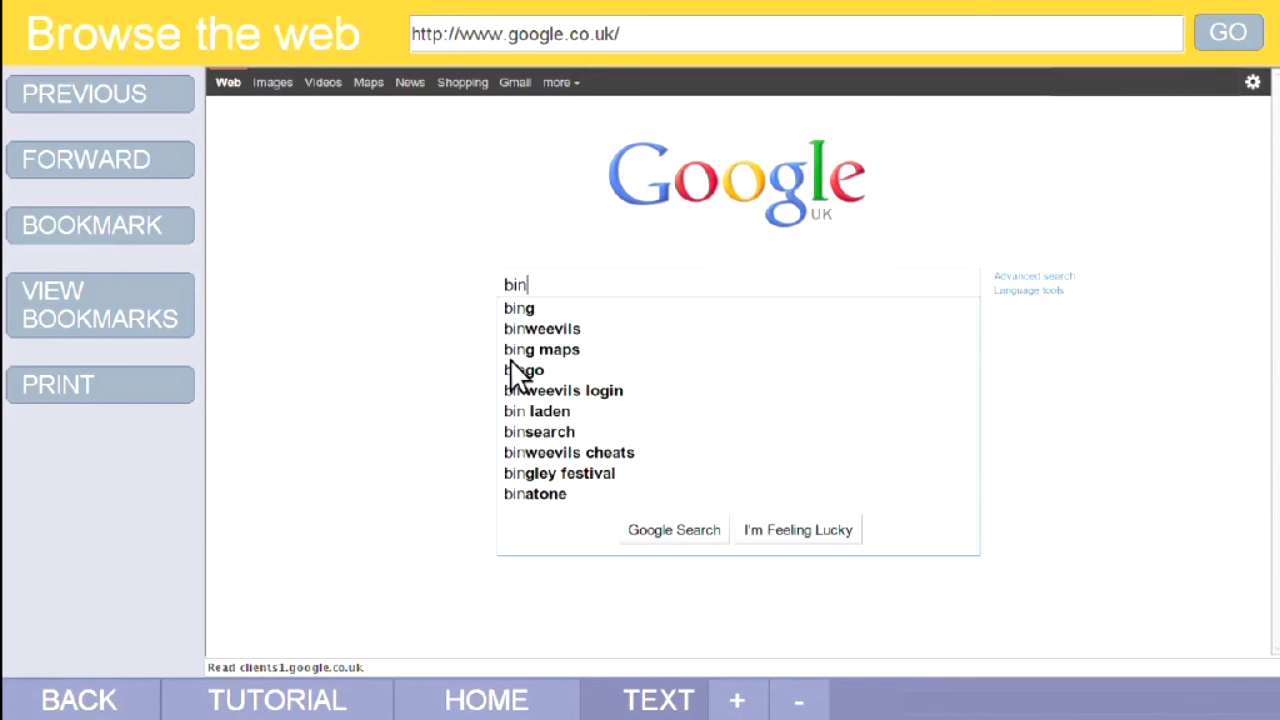 Browse the web
http://www.google.co.uk/
GO
PREVIOUS
FORWARD
BOOKMARK
VIEW
BOOKMARKS
PRINT
Web Images Videos Maps News Shopping Gmail more
Google
UK
bin
Advanced search
Language tools
bing
binweevils
bing maps
bingo
binweevils login
bin laden
binsearch
binweevils cheats
bingley festival
binatone
Google Search
I'm Feeling Lucky
Read clients1.google.co.uk
BACK
TUTORIAL
HOME
TEXT
+
-